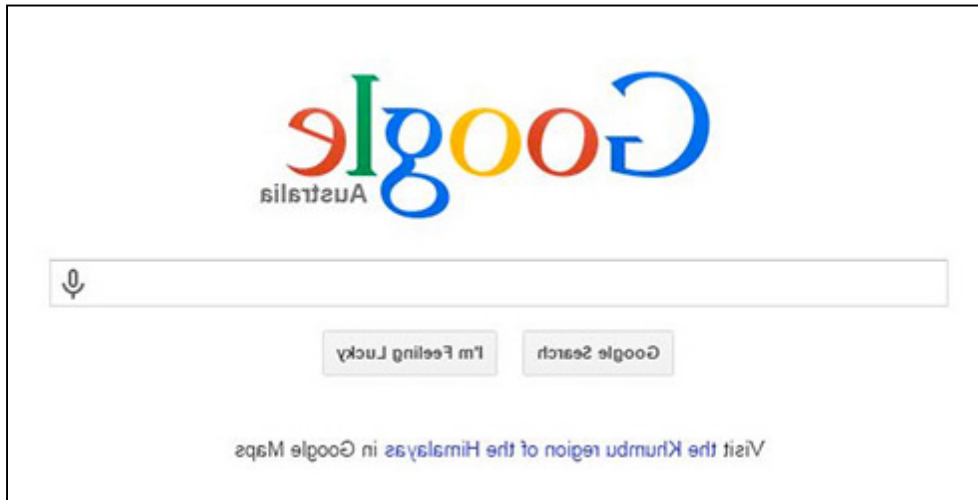 Google
Australia
Google Search
I'm Feeling Lucky
Visit the Khumbu region of the Himalayas in Google Maps